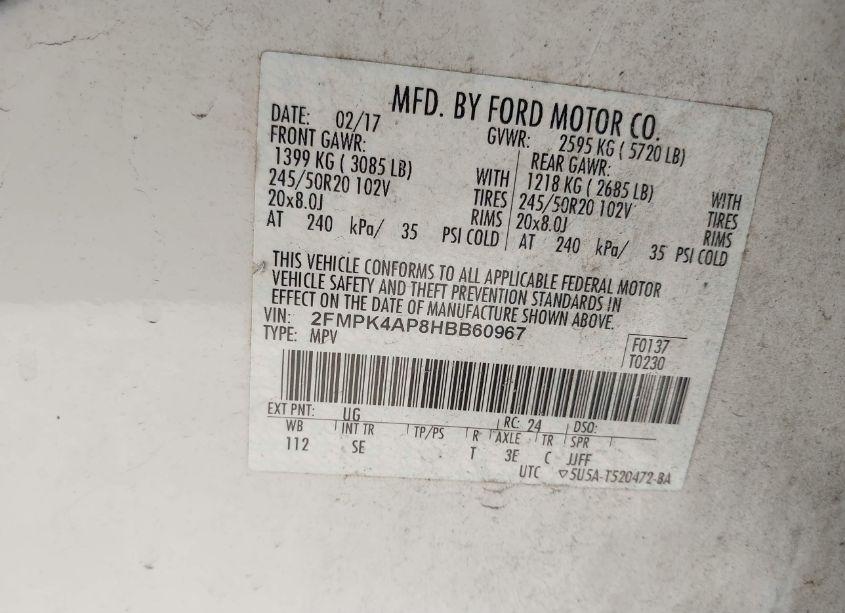 MFD. BY FORD MOTOR CO.
DATE: 02/17 GVWR: 2595 KG ( 5720 LB)
FRONT GAWR: REAR GAWR:
1399 KG ( 3085 LB) WITH 1218 KG ( 2685 LB) WITH
245/50R20 102V TIRES 245/50R20 102V TIRES
20x8.0J RIMS 20x8.0J RIMS
AT 240 kPa/ 35 PSI COLD AT 240 kPa/ 35 PSI COLD
THIS VEHICLE CONFORMS TO ALL APPLICABLE FEDERAL MOTOR
VEHICLE SAFETY AND THEFT PREVENTION STANDARDS IN
EFFECT ON THE DATE OF MANUFACTURE SHOWN ABOVE.
VIN: 2FMPK4AP8HBB60967
TYPE: MPV F0137
T0230
EXT PNT: UG RC: 24 DSO:
WB INT TR TP/PS R AXLE TR SPR
112 SE T 3E C JJFF
UTC ▽5U5A-T520472-BA